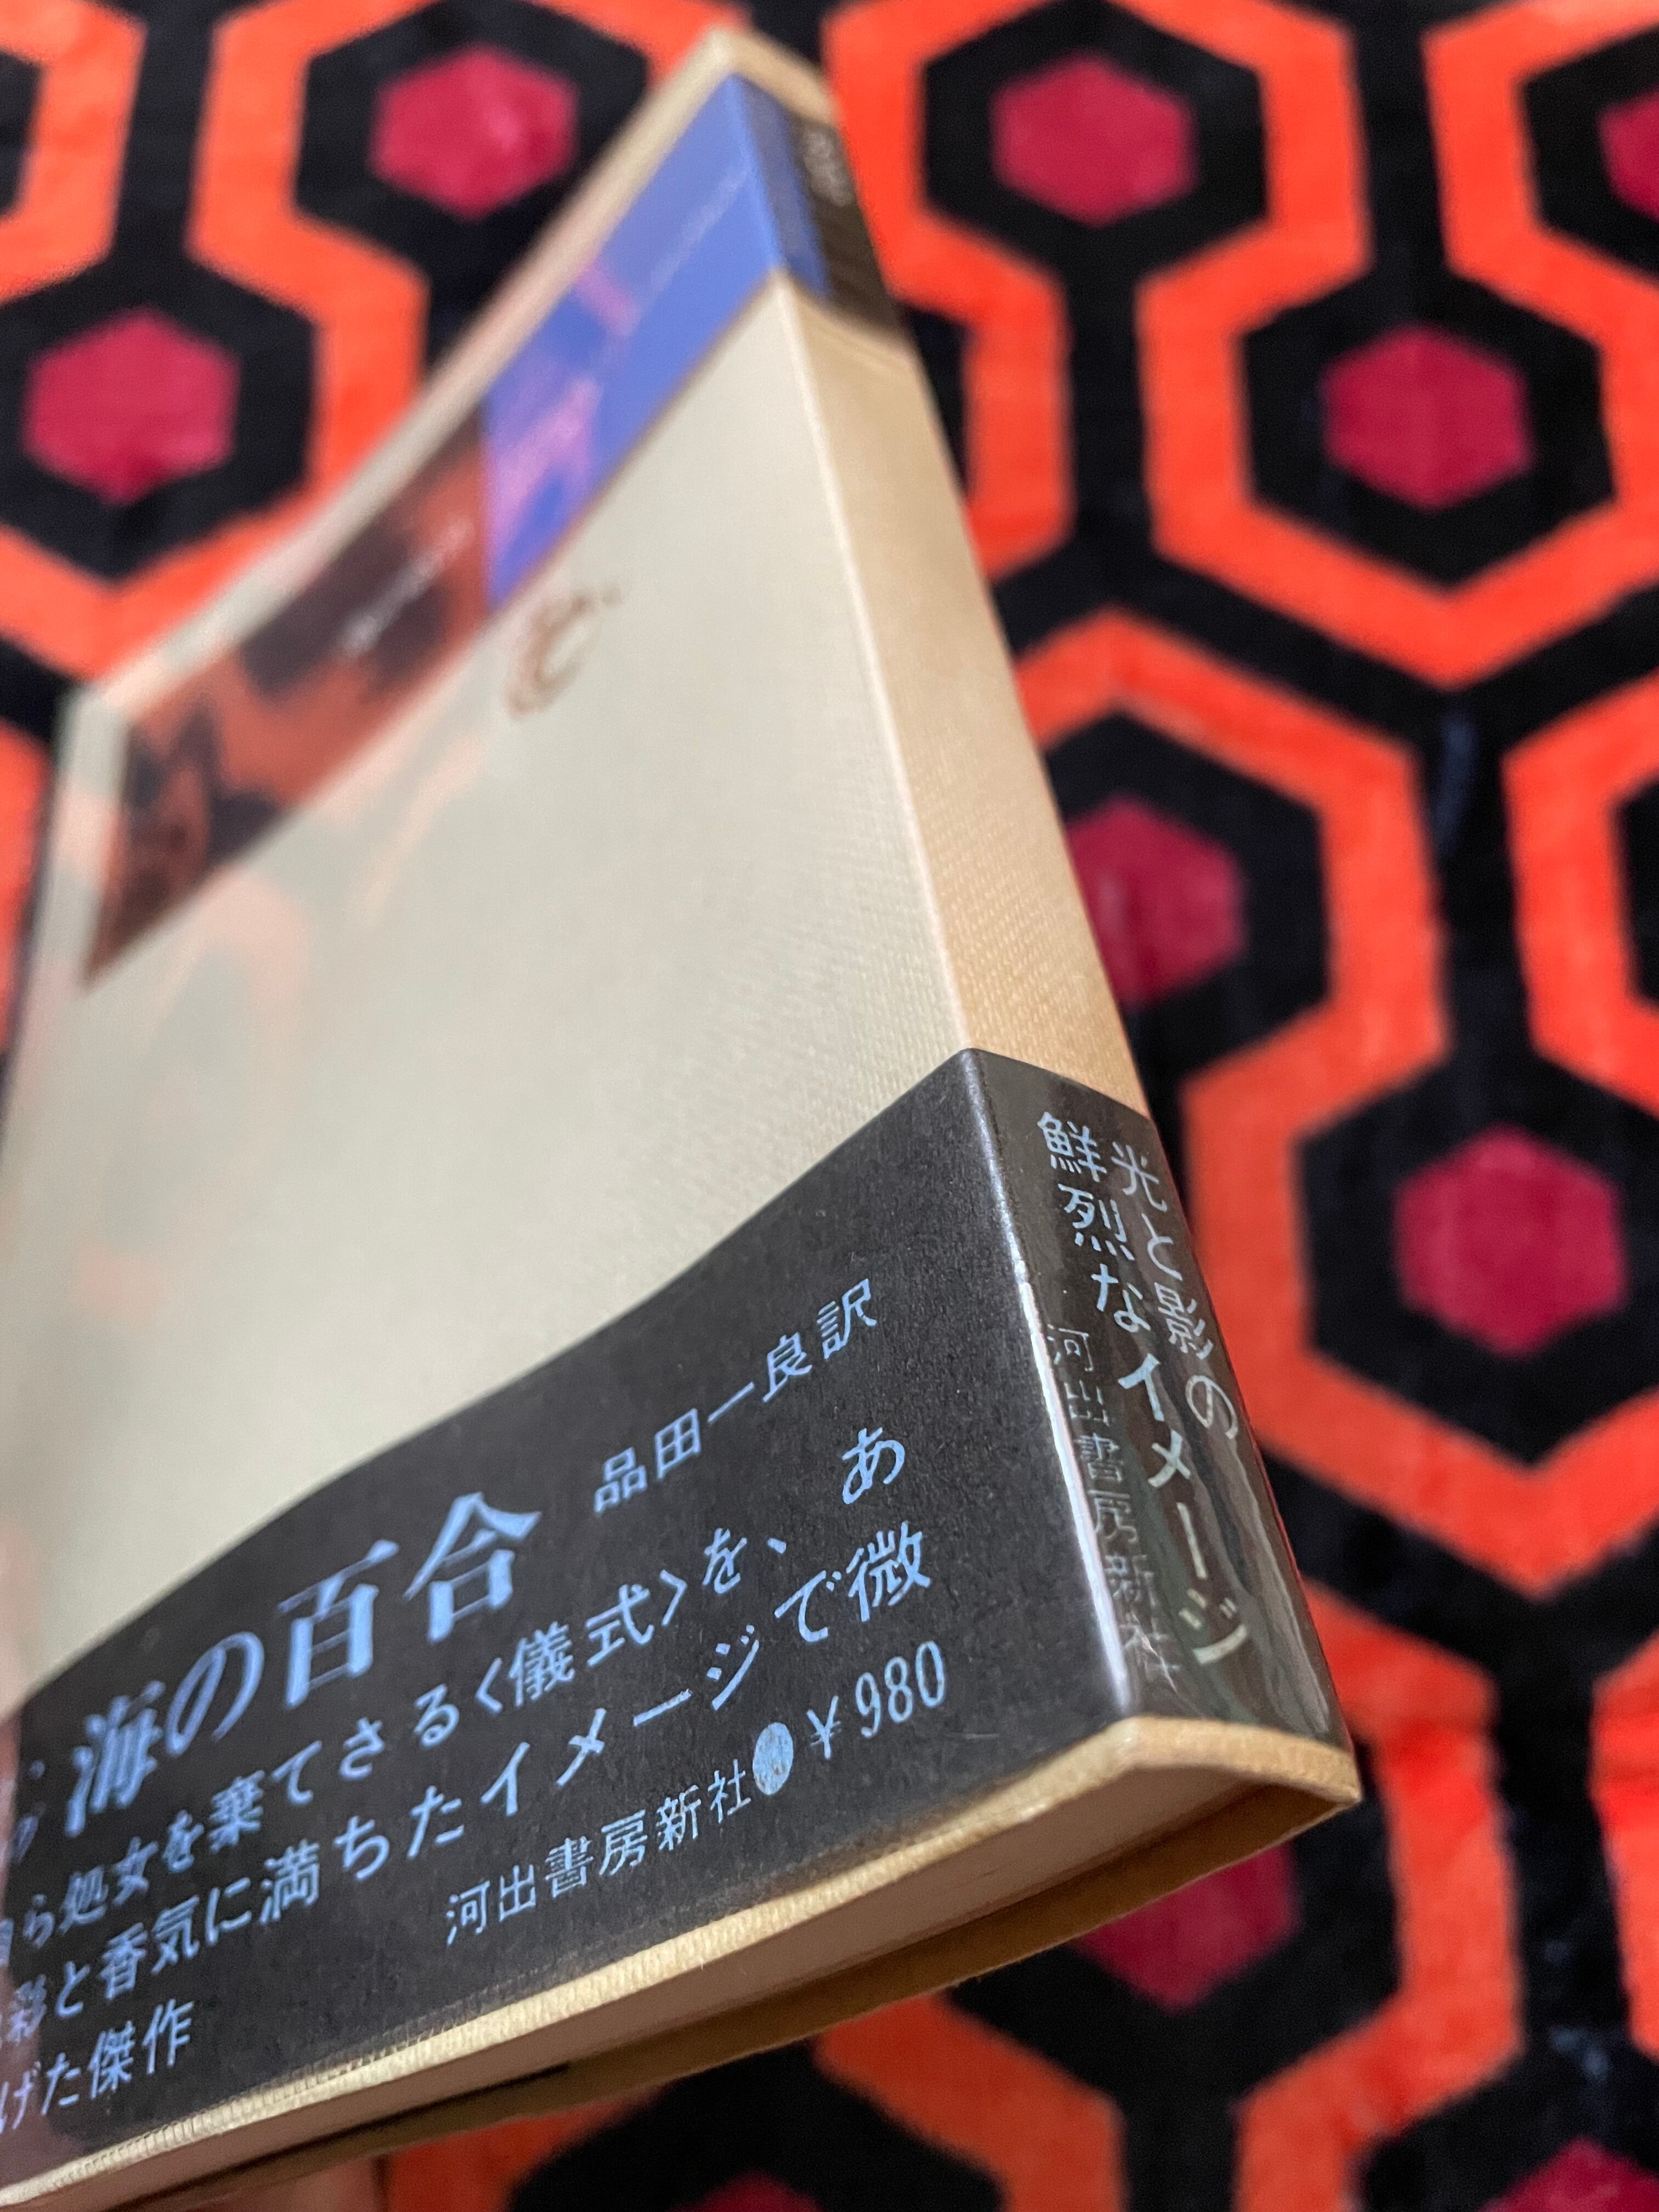 海の百合
品田一良訳
ら処女を棄てさる〈儀式〉を、あ
彩と香気に満ちたイメージで微
げた傑作
河出書房新社●￥980
光と影の
鮮烈なイメージ
河出書房新社